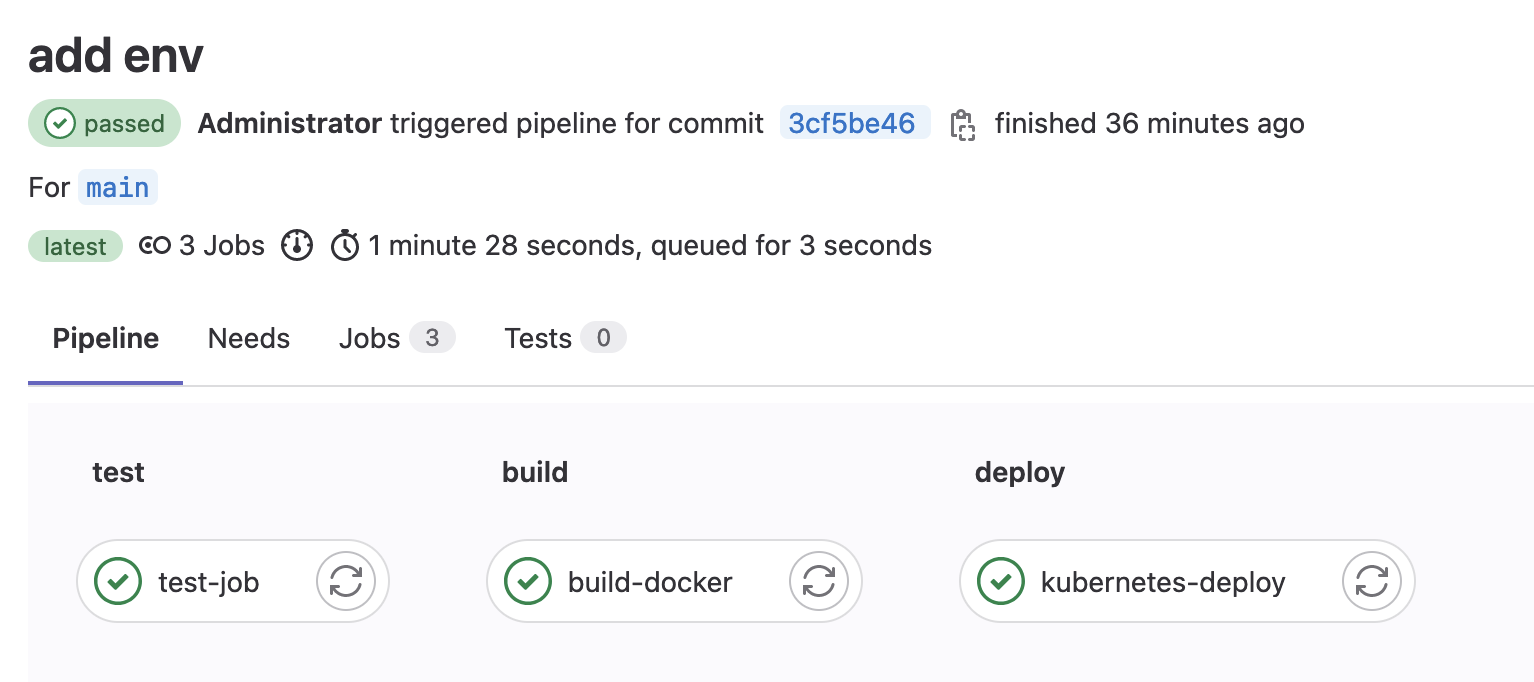 add env
passed Administrator triggered pipeline for commit 3cf5be46 finished 36 minutes ago
For main
latest 3 Jobs 1 minute 28 seconds, queued for 3 seconds
Pipeline Needs Jobs 3 Tests 0
test build deploy
test-job build-docker kubernetes-deploy